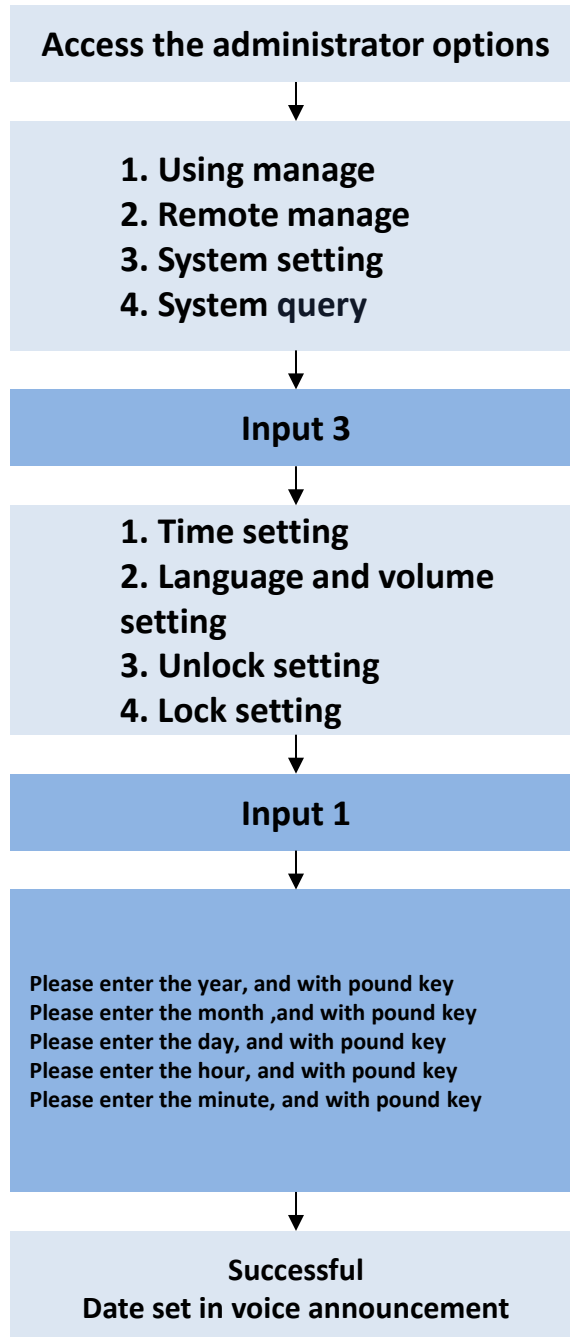 Access the administrator options
1. Using manage
2. Remote manage
3. System setting
4. System query
Input 3
1. Time setting
2. Language and volume
setting
3. Unlock setting
4. Lock setting
Input 1
Please enter the year, and with pound key
Please enter the month ,and with pound key
Please enter the day, and with pound key
Please enter the hour, and with pound key
Please enter the minute, and with pound key
Successful
Date set in voice announcement